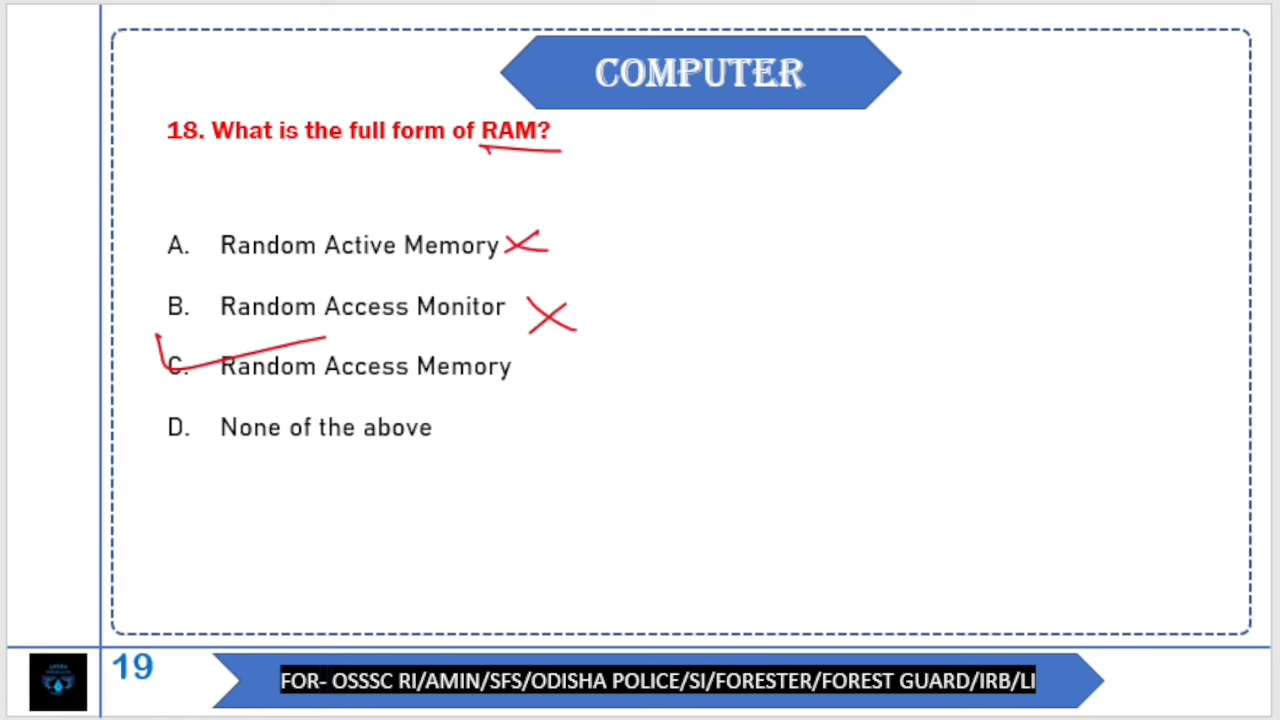 COMPUTER
18. What is the full form of RAM?
A. Random Active Memory
B. Random Access Monitor
C. Random Access Memory
D. None of the above
19
FOR- OSSSC RI/AMIN/SFS/ODISHA POLICE/SI/FORESTER/FOREST GUARD/IRB/LI